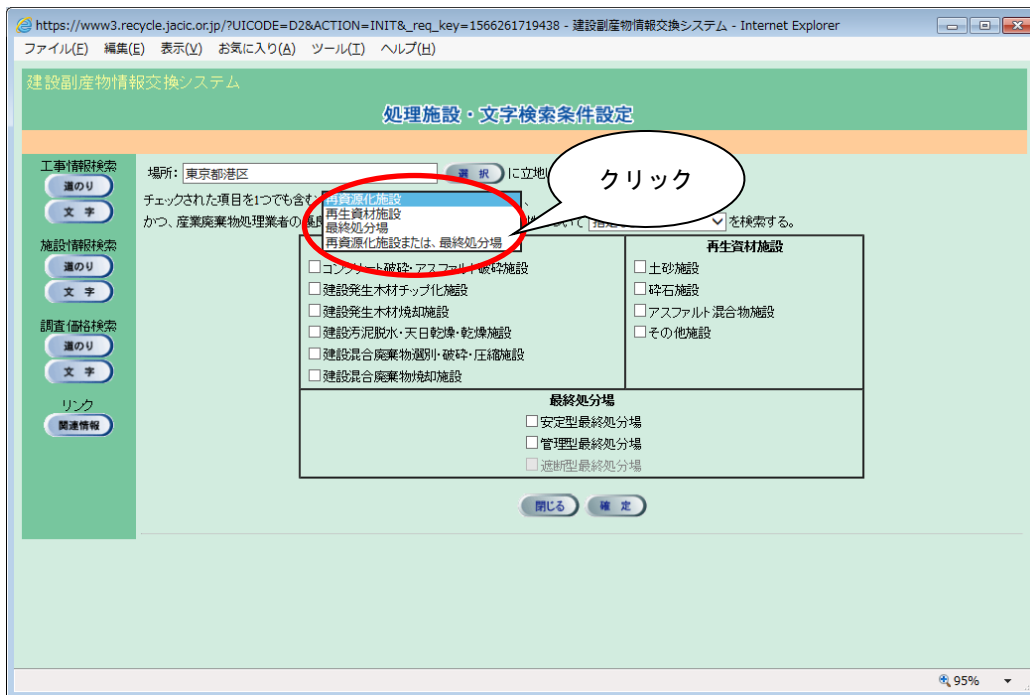 https://www3.recycle.jacic.or.jp/?UICODE=D2&ACTION=INIT&_req_key=1566261719438 - 建設副産物情報交換システム - Internet Explorer
ファイル(F) 編集(E) 表示(V) お気に入り(A) ツール(T) ヘルプ(H)
建設副産物情報交換システム
処理施設・文字検索条件設定
工事情報検索
道のり
文 字
施設情報検索
道のり
文 字
調査価格検索
道のり
文 字
リンク
関連情報
場所: 東京都港区 選 択 に立地
クリック
チェックされた項目を1つでも含む 再資源化施設 、
再生資材施設
最終処分場
再資源化施設または、最終処分場
かつ、産業廃棄物処理業者の優 ついて を検索する。
コンクリート破砕・アスファルト破砕施設
建設発生木材チップ化施設
建設発生木材焼却施設
建設汚泥脱水・天日乾燥・乾燥施設
建設混合廃棄物選別・破砕・圧縮施設
建設混合廃棄物焼却施設
再生資材施設
土砂施設
砕石施設
アスファルト混合物施設
その他施設
最終処分場
安定型最終処分場
管理型最終処分場
遮断型最終処分場
閉じる 確 定
95%